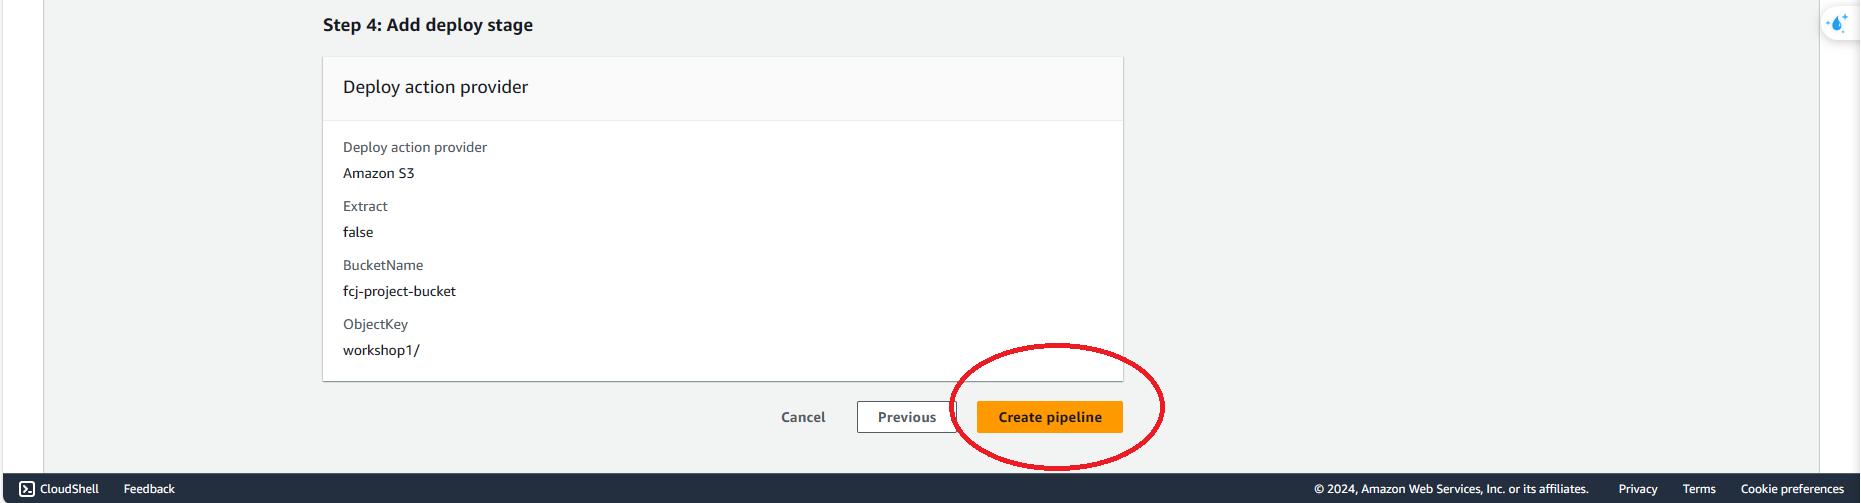 Step 4: Add deploy stage
Deploy action provider
Deploy action provider
Amazon S3
Extract
false
BucketName
fcj-project-bucket
ObjectKey
workshop1/
Cancel Previous Create pipeline
CloudShell Feedback © 2024, Amazon Web Services, Inc. or its affiliates. Privacy Terms Cookie preferences